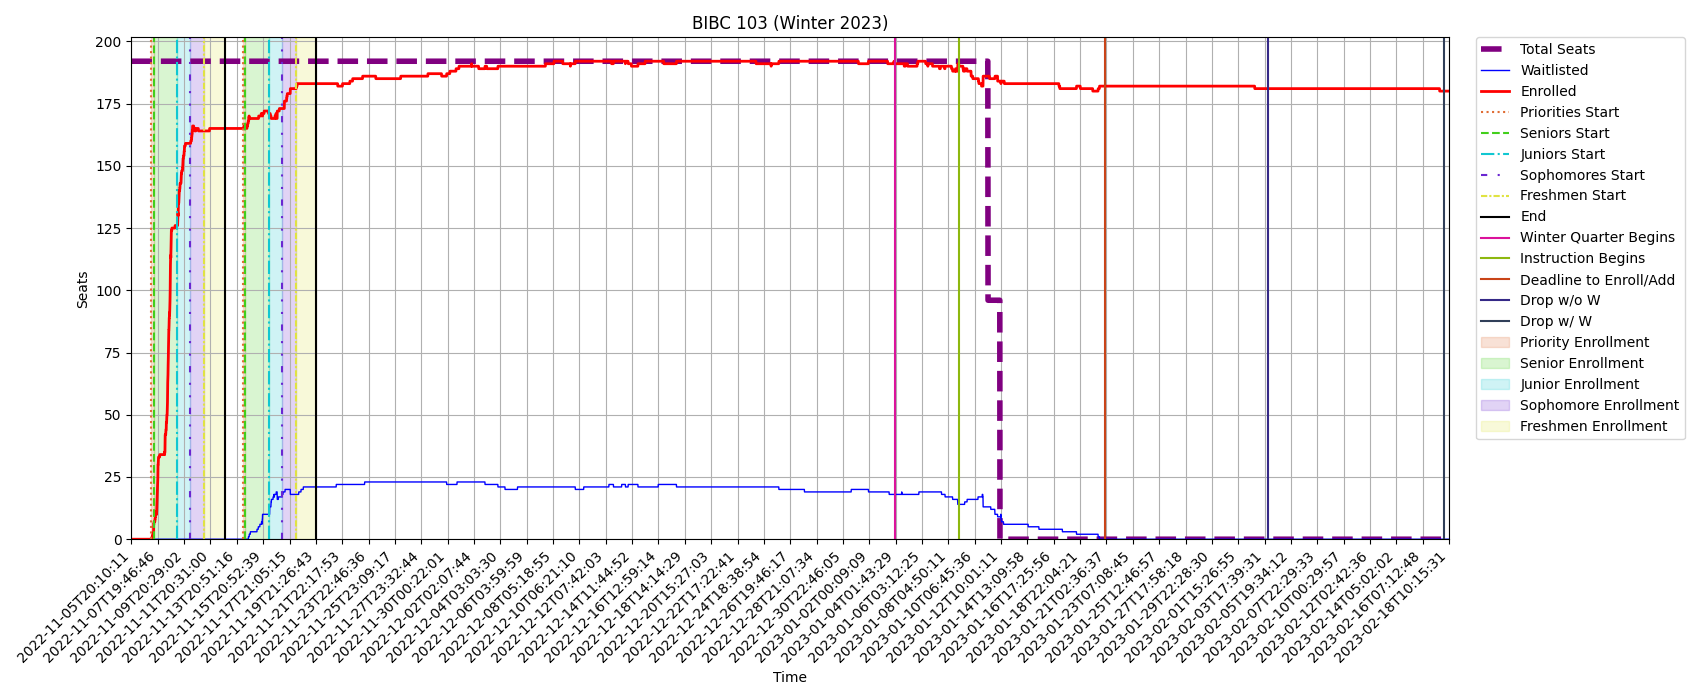 BIBC 103 (Winter 2023)
200
175
150
125
100
75
50
25
0
Seats
2022-11-05T20:10:11
2022-11-07T19:46:46
2022-11-09T20:29:02
2022-11-11T20:31:00
2022-11-13T20:51:16
2022-11-15T20:52:39
2022-11-17T21:05:15
2022-11-19T21:26:43
2022-11-21T22:17:53
2022-11-23T22:46:36
2022-11-25T23:09:17
2022-11-27T23:32:44
2022-11-30T00:22:01
2022-12-02T02:07:44
2022-12-04T03:03:30
2022-12-06T03:59:59
2022-12-08T05:18:55
2022-12-10T06:21:10
2022-12-12T07:42:03
2022-12-14T11:44:52
2022-12-16T12:59:14
2022-12-18T14:14:29
2022-12-20T15:27:03
2022-12-22T17:22:41
2022-12-24T18:38:54
2022-12-26T19:46:17
2022-12-28T21:07:34
2022-12-30T22:46:05
2023-01-02T00:09:09
2023-01-04T01:43:29
2023-01-06T03:12:25
2023-01-08T04:50:11
2023-01-10T06:45:36
2023-01-12T10:01:11
2023-01-14T13:09:58
2023-01-16T17:25:56
2023-01-18T22:04:21
2023-01-21T02:36:37
2023-01-23T17:08:45
2023-01-25T12:46:57
2023-01-27T17:58:18
2023-01-29T22:28:30
2023-02-01T15:26:55
2023-02-03T17:39:31
2023-02-05T19:34:12
2023-02-07T22:29:33
2023-02-10T00:29:57
2023-02-12T02:42:36
2023-02-14T05:02:02
2023-02-16T07:12:48
2023-02-18T10:15:31
Time
Total Seats
Waitlisted
Enrolled
Priorities Start
Seniors Start
Juniors Start
Sophomores Start
Freshmen Start
End
Winter Quarter Begins
Instruction Begins
Deadline to Enroll/Add
Drop w/o W
Drop w/ W
Priority Enrollment
Senior Enrollment
Junior Enrollment
Sophomore Enrollment
Freshmen Enrollment